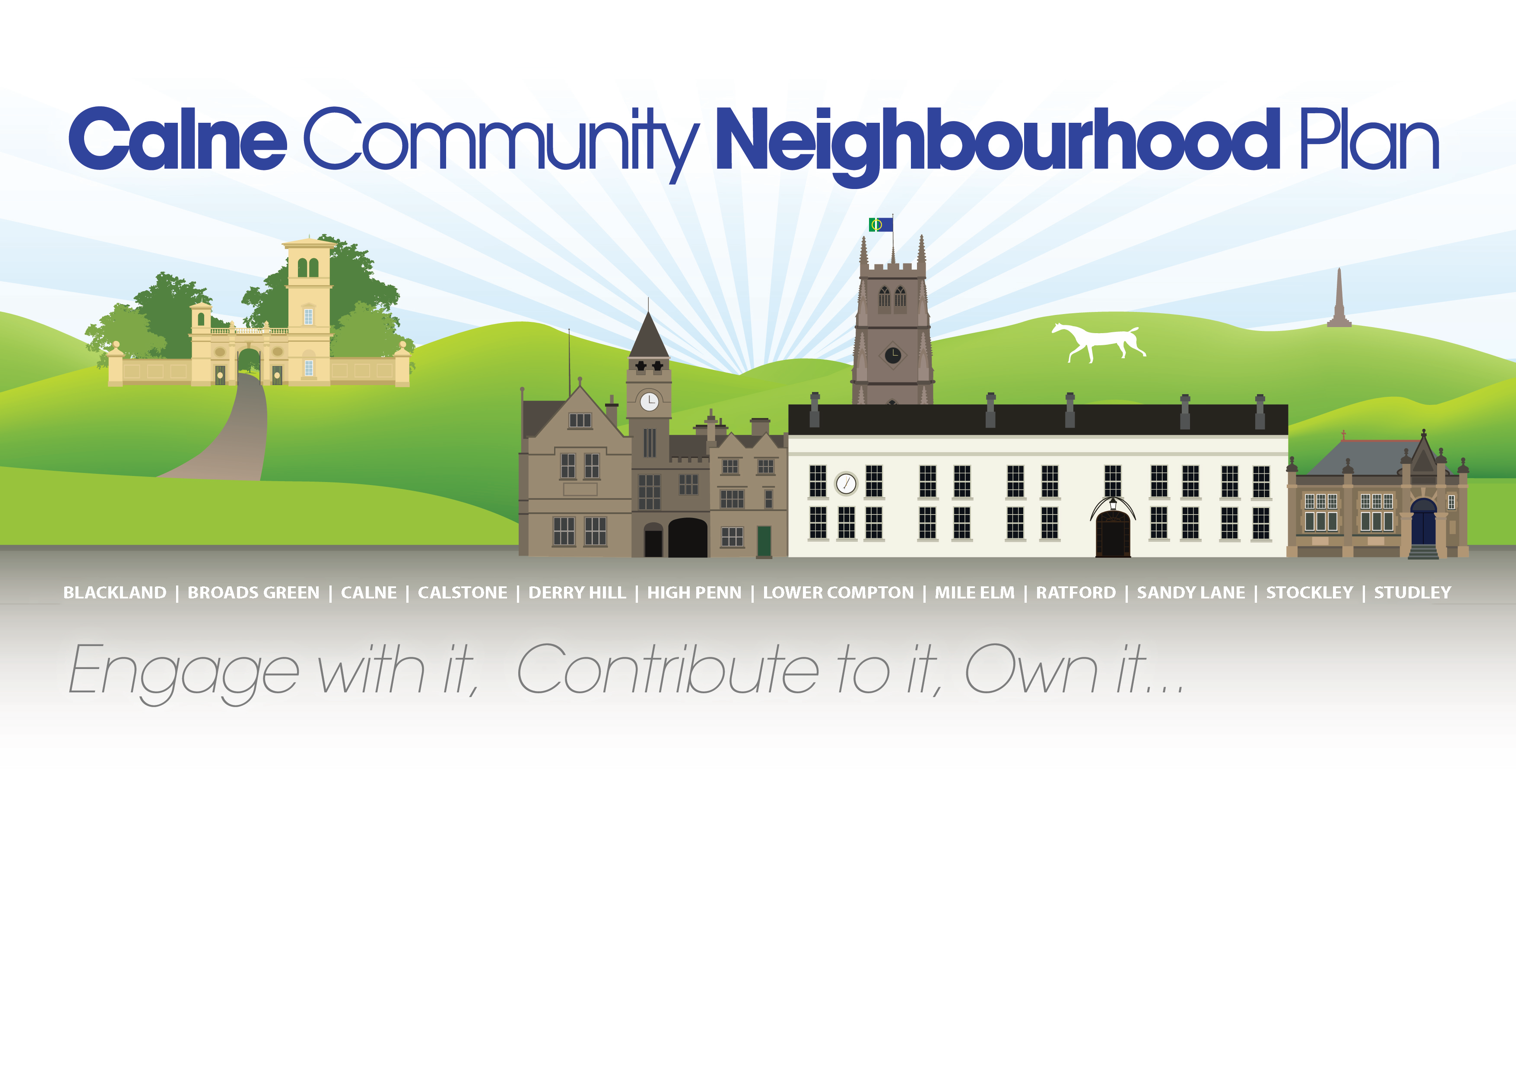 Calne Community Neighbourhood Plan
BLACKLAND | BROADS GREEN | CALNE | CALSTONE | DERRY HILL | HIGH PENN | LOWER COMPTON | MILE ELM | RATFORD | SANDY LANE | STOCKLEY | STUDLEY
Engage with it, Contribute to it, Own it...